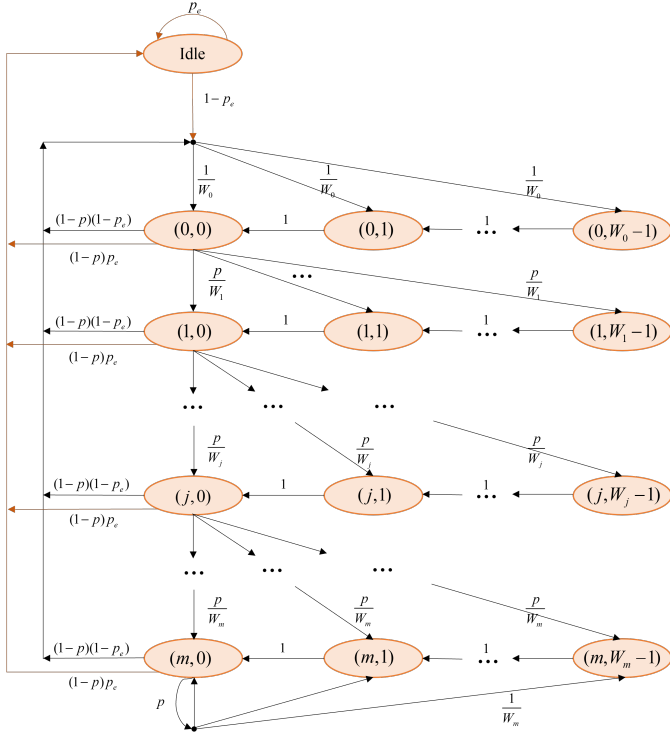 p_e
Idle
1-p_e
1/W_0 1/W_0 1/W_0
(1-p)(1-p_e) (0,0) 1 (0,1) ... 1 (0,W_0-1)
(1-p)p_e
p/W_1 ... p/W_1
(1-p)(1-p_e) (1,0) 1 (1,1) ... 1 (1,W_1-1)
(1-p)p_e
... ... ...
p/W_j p/W_j p/W_j
(1-p)(1-p_e) (j,0) 1 (j,1) ... 1 (j,W_j-1)
(1-p)p_e
... ... ...
p/W_m p/W_m p/W_m
(1-p)(1-p_e) (m,0) 1 (m,1) ... 1 (m,W_m-1)
(1-p)p_e
p 1/W_m